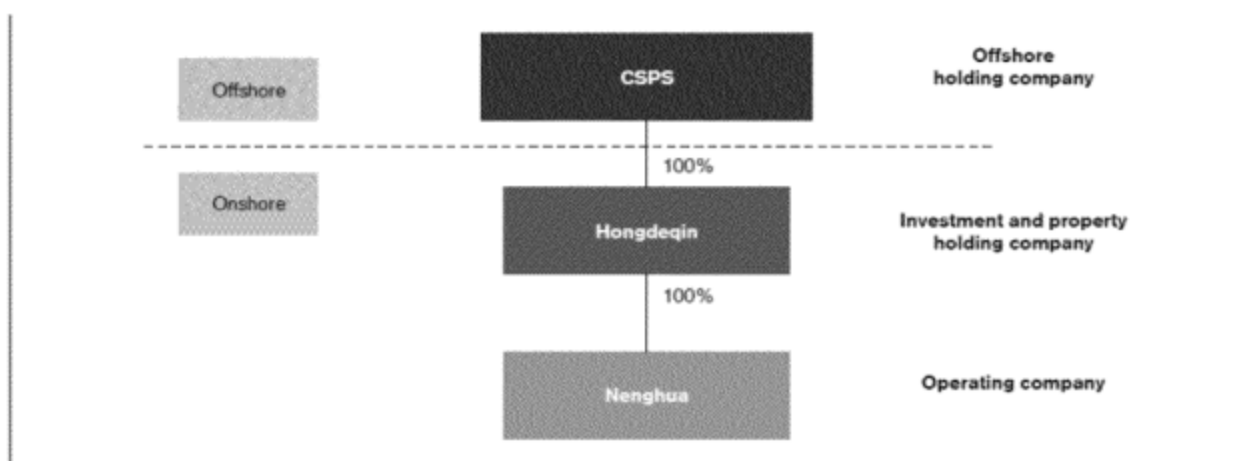 Offshore
CSPS
Offshore
holding company
100%
Onshore
Hongdeqin
Investment and property
holding company
100%
Nenghua
Operating company